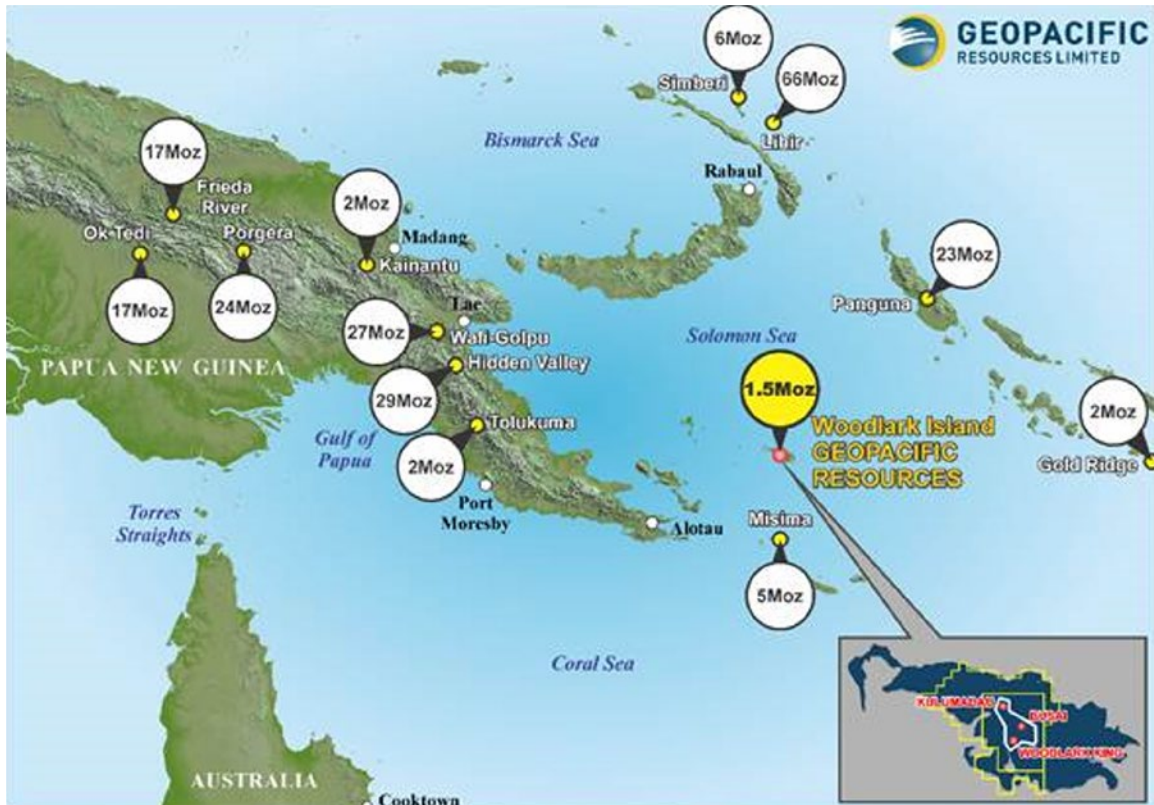 GEOPACIFIC
RESOURCES LIMITED
6Moz
Simberi
66Moz
Lihir
Bismarck Sea
Rabaul
17Moz
Frieda
River
2Moz
Madang
Ok Tedi
Porgera
Kainantu
17Moz
24Moz
23Moz
Panguna
Lae
27Moz
Wafi-Golpu
Hidden Valley
Solomon Sea
PAPUA NEW GUINEA
29Moz
1.5Moz
Gulf of
Papua
Tolukuma
2Moz
Woodlark Island
GEOPACIFIC
RESOURCES
2Moz
Gold Ridge
Port
Moresby
Torres
Straights
Alotau
Misima
5Moz
Coral Sea
KULUMADAU
BUSAI
WOODLARK KING
AUSTRALIA
Cooktown